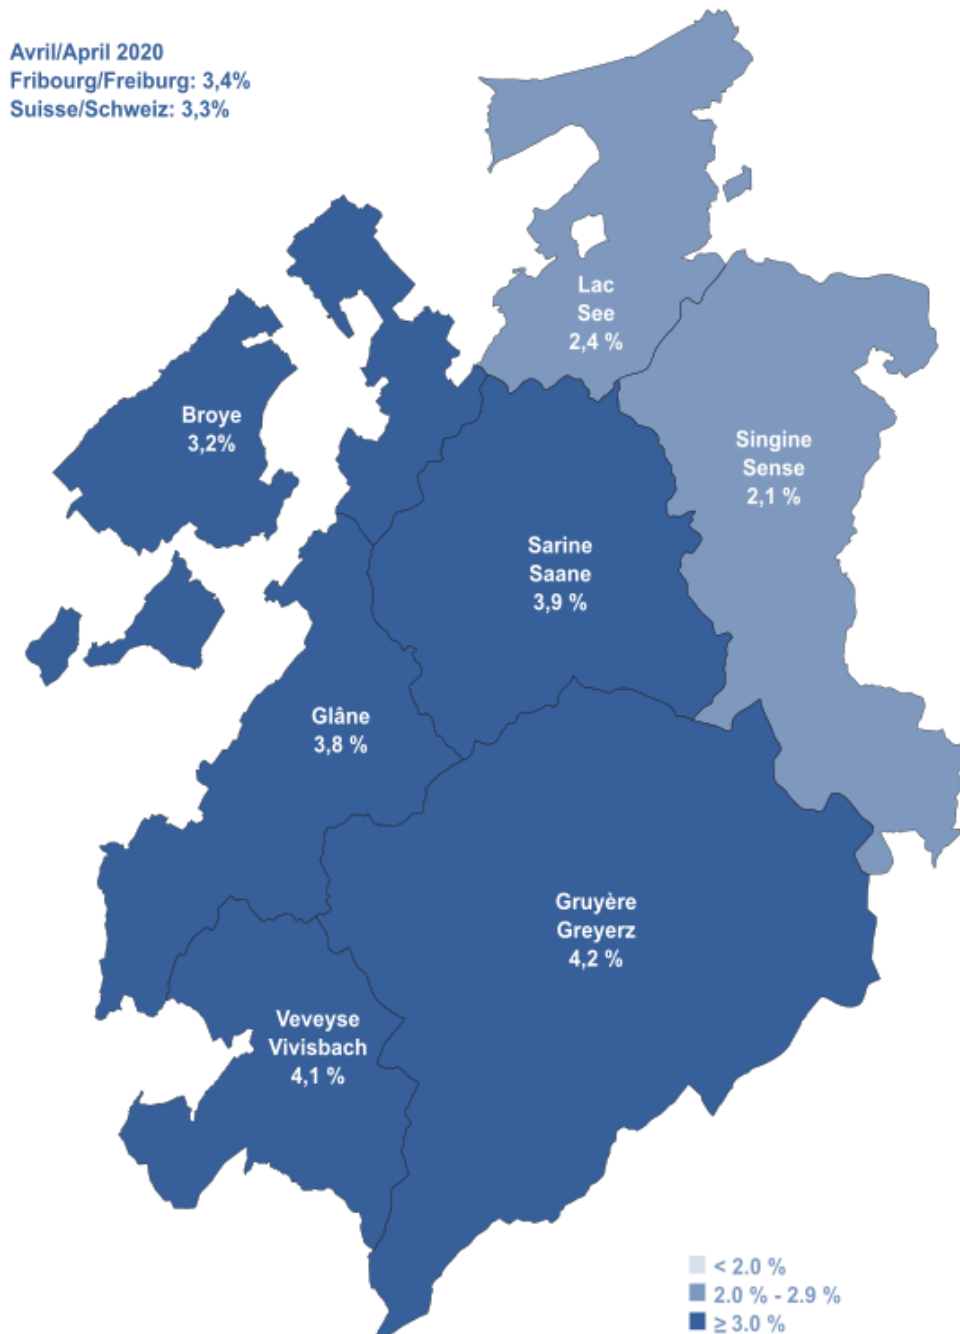 Avril/April 2020
Fribourg/Freiburg: 3,4%
Suisse/Schweiz: 3,3%
Lac
See
2,4 %
Broye
3,2%
Singine
Sense
2,1 %
Sarine
Saane
3,9 %
Glâne
3,8 %
Gruyère
Greyerz
4,2 %
Veveyse
Vivisbach
4,1 %
< 2.0 %
2.0 % - 2.9 %
≥ 3.0 %